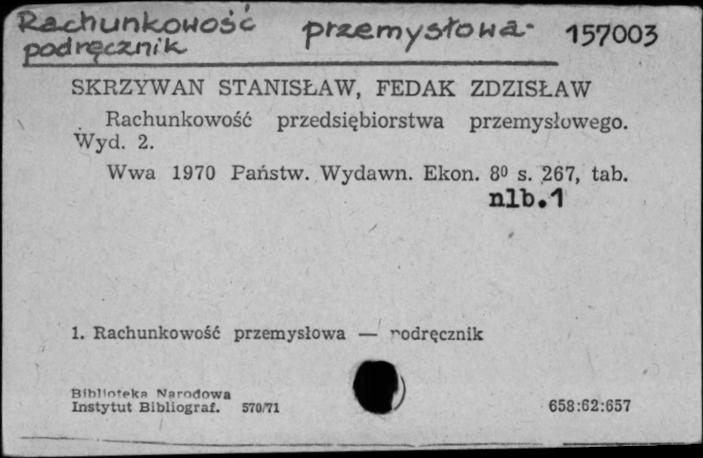 Rachunkowość przemysłowa- 157003
podręcznik
SKRZYWAN STANISŁAW, FEDAK ZDZISŁAW
Rachunkowość przedsiębiorstwa przemysłowego.
Wyd. 2.
Wwa 1970 Państw. Wydawn. Ekon. 8⁰ s. 267, tab.
nlb.1
1. Rachunkowość przemysłowa — podręcznik
Biblioteka Narodowa
Instytut Bibliograf. 570/71 658:62:657